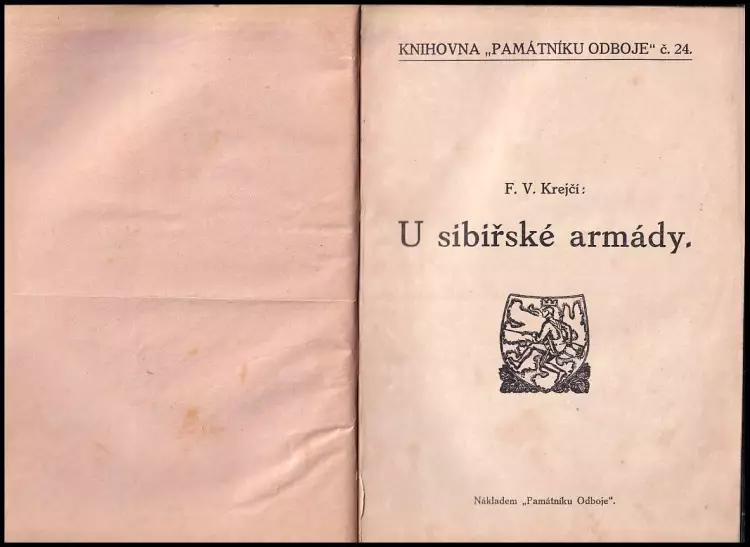 KNIHOVNA „PAMÁTNÍKU ODBOJE“ č. 24.
F. V. Krejčí:
U sibiřské armády.
Nákladem „Památníku Odboje“.